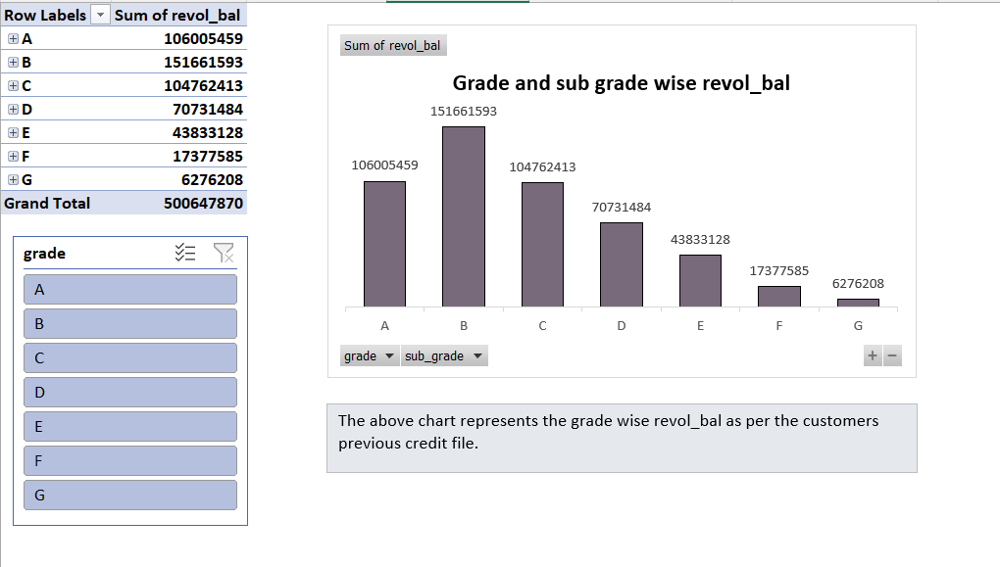 Row Labels Sum of revol_bal
A 106005459
B 151661593
C 104762413
D 70731484
E 43833128
F 17377585
G 6276208
Grand Total 500647870
grade
A
B
C
D
E
F
G
Sum of revol_bal
Grade and sub grade wise revol_bal
151661593
106005459
104762413
70731484
43833128
17377585
6276208
A B C D E F G
grade sub_grade + −
The above chart represents the grade wise revol_bal as per the customers
previous credit file.